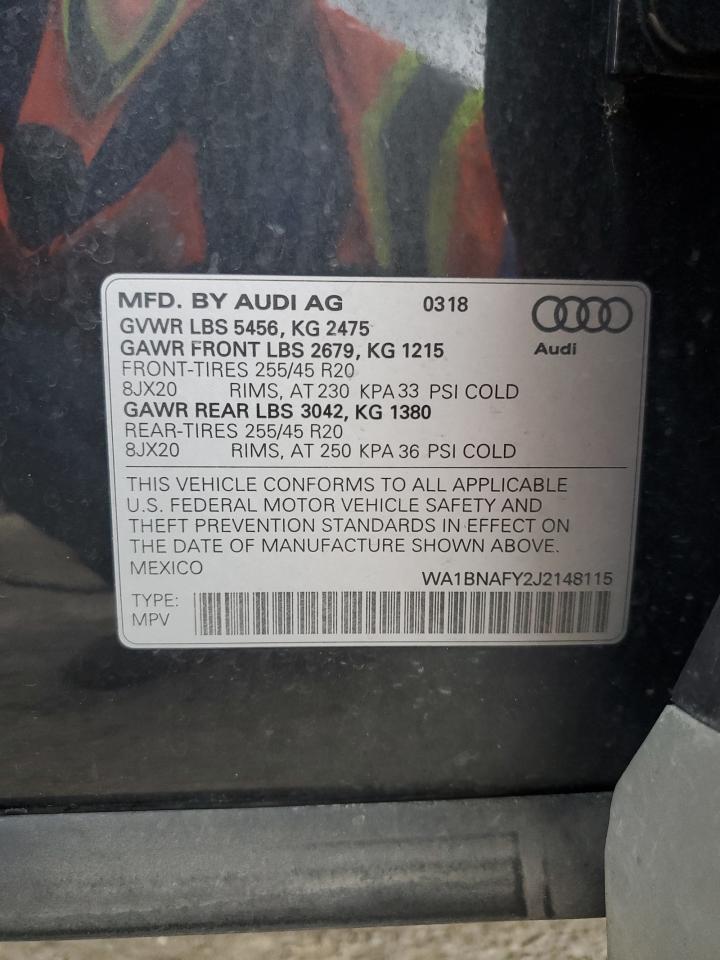 MFD. BY AUDI AG 0318
GVWR LBS 5456, KG 2475
GAWR FRONT LBS 2679, KG 1215
Audi
FRONT-TIRES 255/45 R20
8JX20 RIMS, AT 230 KPA 33 PSI COLD
GAWR REAR LBS 3042, KG 1380
REAR-TIRES 255/45 R20
8JX20 RIMS, AT 250 KPA 36 PSI COLD
THIS VEHICLE CONFORMS TO ALL APPLICABLE
U.S. FEDERAL MOTOR VEHICLE SAFETY AND
THEFT PREVENTION STANDARDS IN EFFECT ON
THE DATE OF MANUFACTURE SHOWN ABOVE.
MEXICO
WA1BNAFY2J2148115
TYPE:
MPV